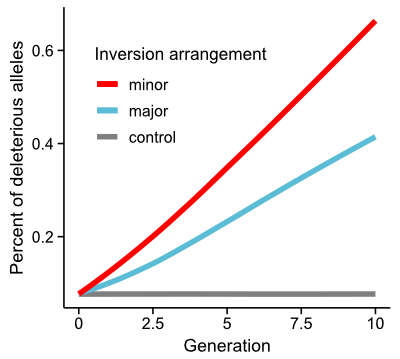 Percent of deleterious alleles
0.6
0.4
0.2
Inversion arrangement
minor
major
control
0 2.5 5 7.5 10
Generation